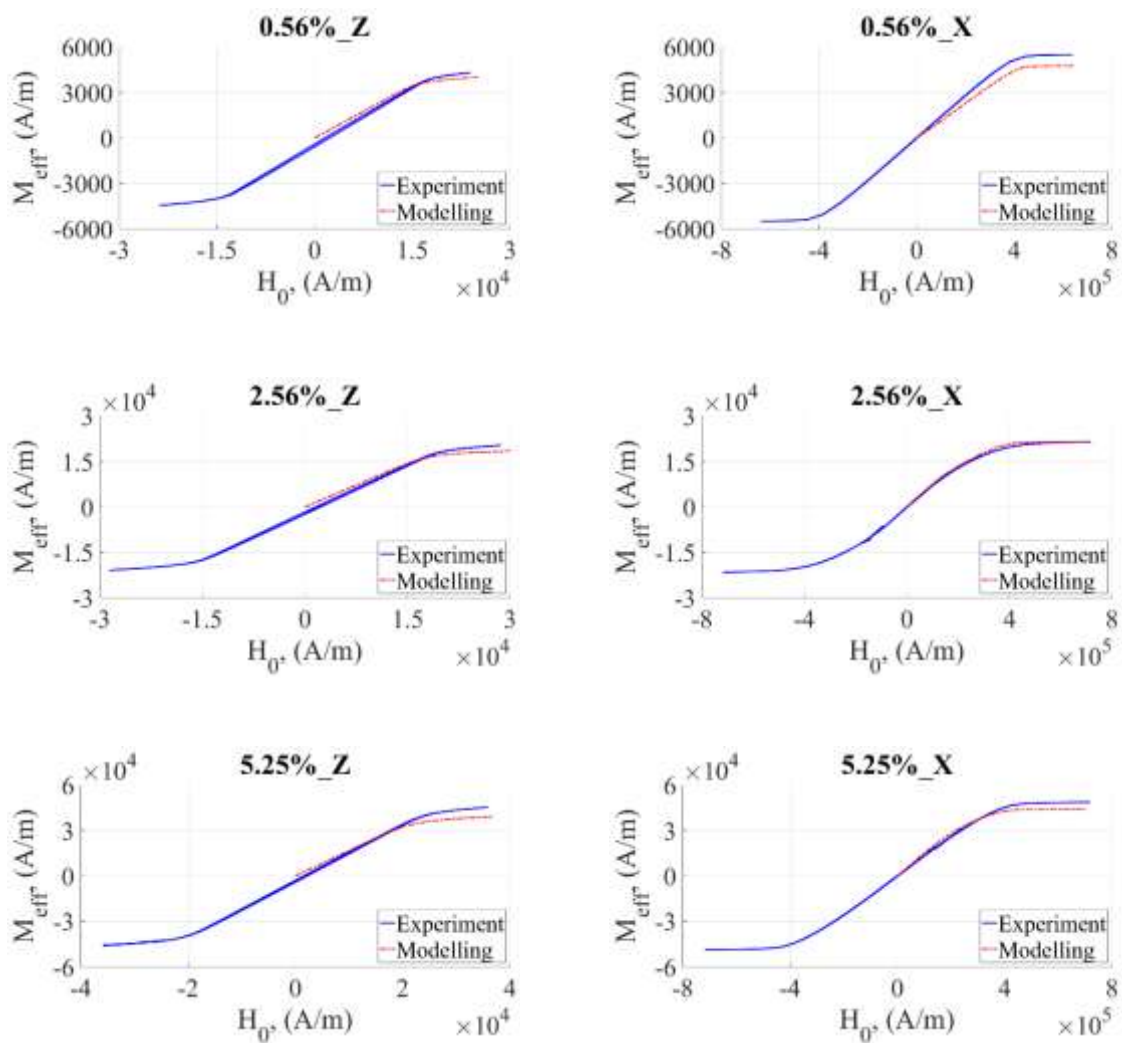 0.56%_Z
6000
3000
0
-3000
-6000
M_eff, (A/m)
Experiment
Modelling
-3 -1.5 0 1.5 3
H_0, (A/m) ×10^4
0.56%_X
6000
3000
0
-3000
-6000
M_eff, (A/m)
Experiment
Modelling
-8 -4 0 4 8
H_0, (A/m) ×10^5
2.56%_Z
×10^4
3
1.5
0
-1.5
-3
M_eff, (A/m)
Experiment
Modelling
-3 -1.5 0 1.5 3
H_0, (A/m) ×10^4
2.56%_X
×10^4
3
1.5
0
-1.5
-3
M_eff, (A/m)
Experiment
Modelling
-8 -4 0 4 8
H_0, (A/m) ×10^5
5.25%_Z
×10^4
6
3
0
-3
-6
M_eff, (A/m)
Experiment
Modelling
-4 -2 0 2 4
H_0, (A/m) ×10^4
5.25%_X
×10^4
6
3
0
-3
-6
M_eff, (A/m)
Experiment
Modelling
-8 -4 0 4 8
H_0, (A/m) ×10^5